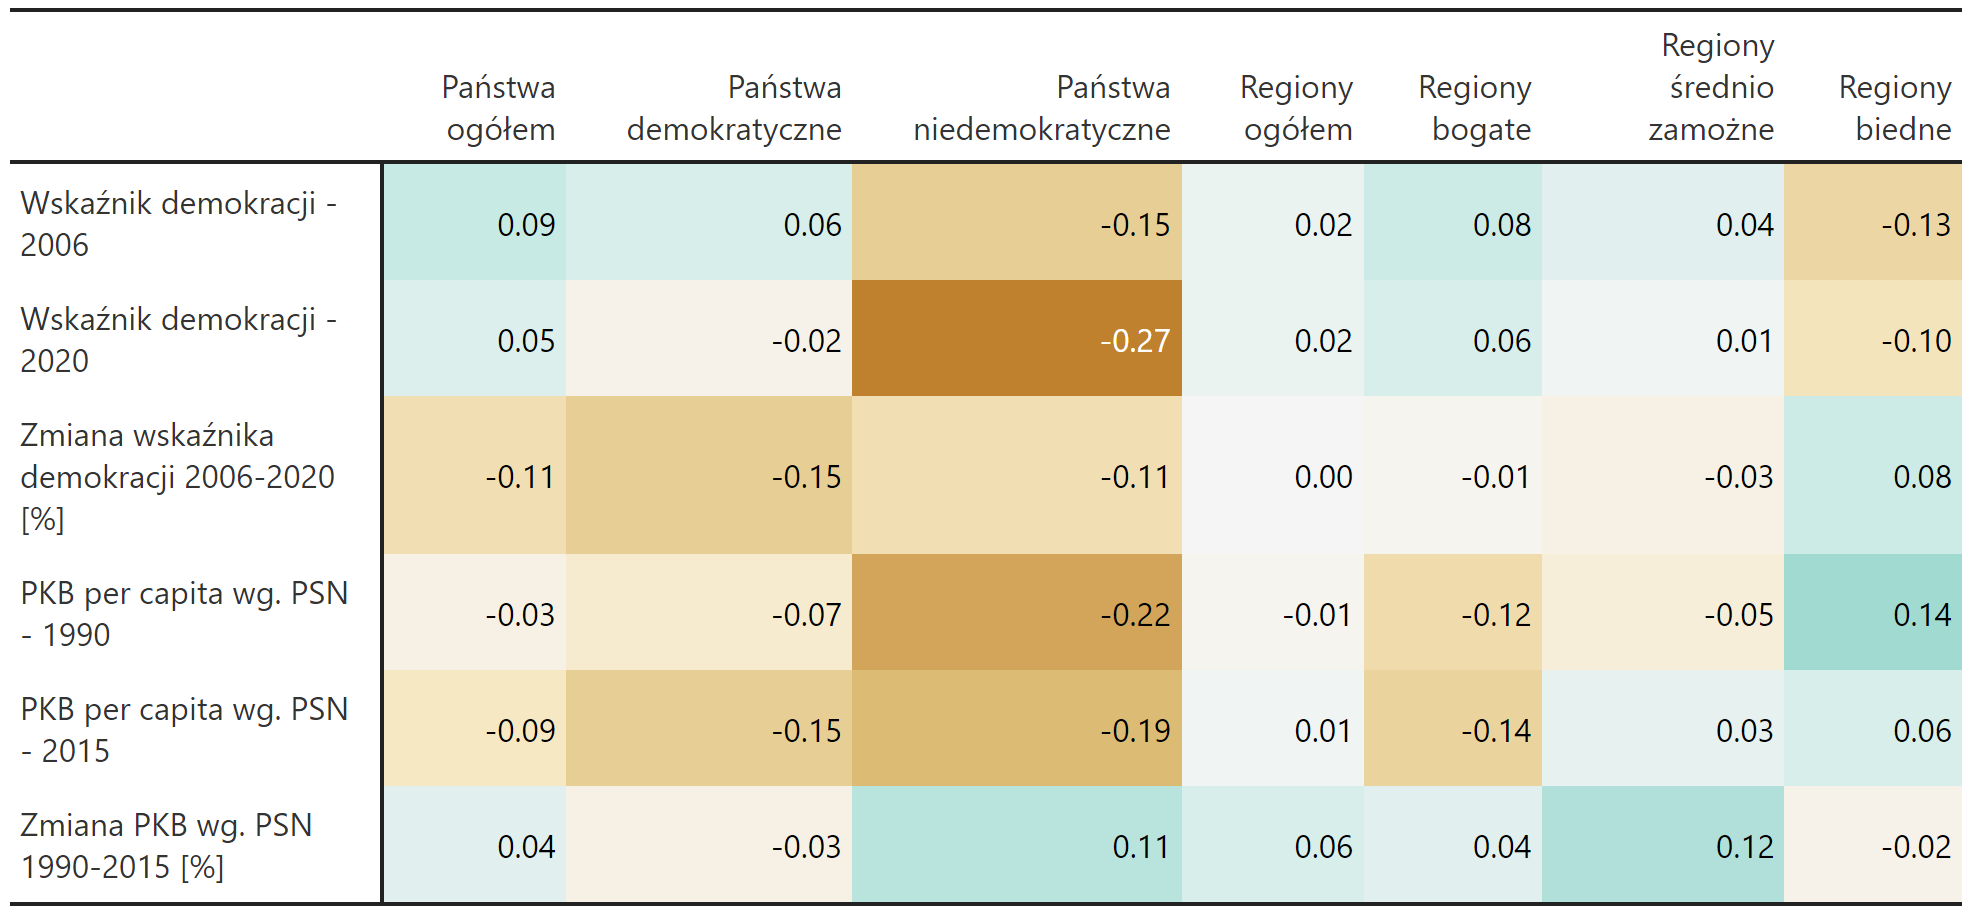 Państwa ogółem
Państwa demokratyczne
Państwa niedemokratyczne
Regiony ogółem
Regiony bogate
Regiony średnio zamożne
Regiony biedne
Wskaźnik demokracji -
2006
0.09 0.06 -0.15 0.02 0.08 0.04 -0.13
Wskaźnik demokracji -
2020
0.05 -0.02 -0.27 0.02 0.06 0.01 -0.10
Zmiana wskaźnika
demokracji 2006-2020
[%]
-0.11 -0.15 -0.11 0.00 -0.01 -0.03 0.08
PKB per capita wg. PSN
- 1990
-0.03 -0.07 -0.22 -0.01 -0.12 -0.05 0.14
PKB per capita wg. PSN
- 2015
-0.09 -0.15 -0.19 0.01 -0.14 0.03 0.06
Zmiana PKB wg. PSN
1990-2015 [%]
0.04 -0.03 0.11 0.06 0.04 0.12 -0.02